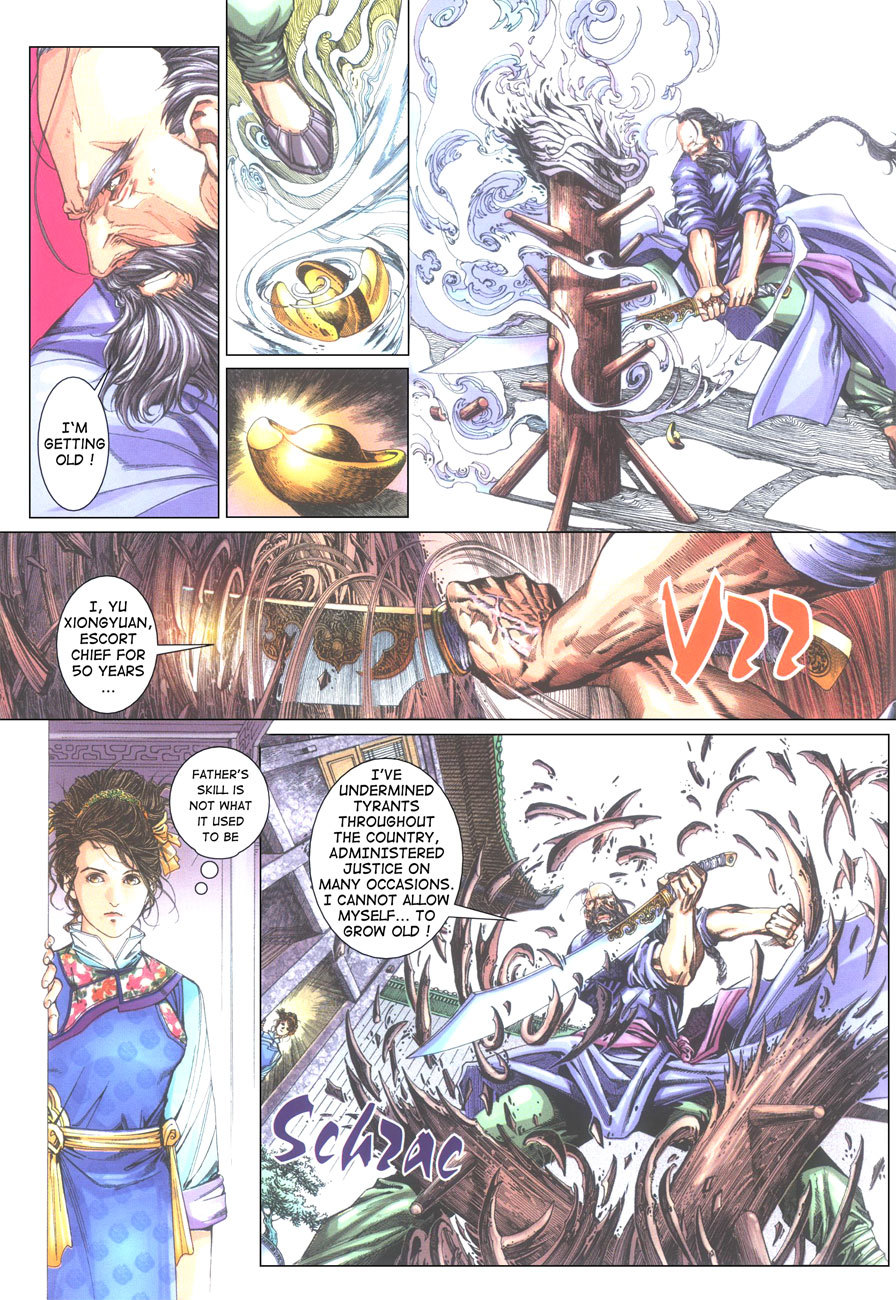 I'M
GETTING
OLD !
I, YU
XIONGYUAN,
ESCORT
CHIEF FOR
50 YEARS
...
VZZ
FATHER'S
SKILL IS
NOT WHAT
IT USED
TO BE
I'VE
UNDERMINED
TYRANTS
THROUGHOUT
THE COUNTRY,
ADMINISTERED
JUSTICE ON
MANY OCCASIONS.
I CANNOT ALLOW
MYSELF... TO
GROW OLD !
Schrac